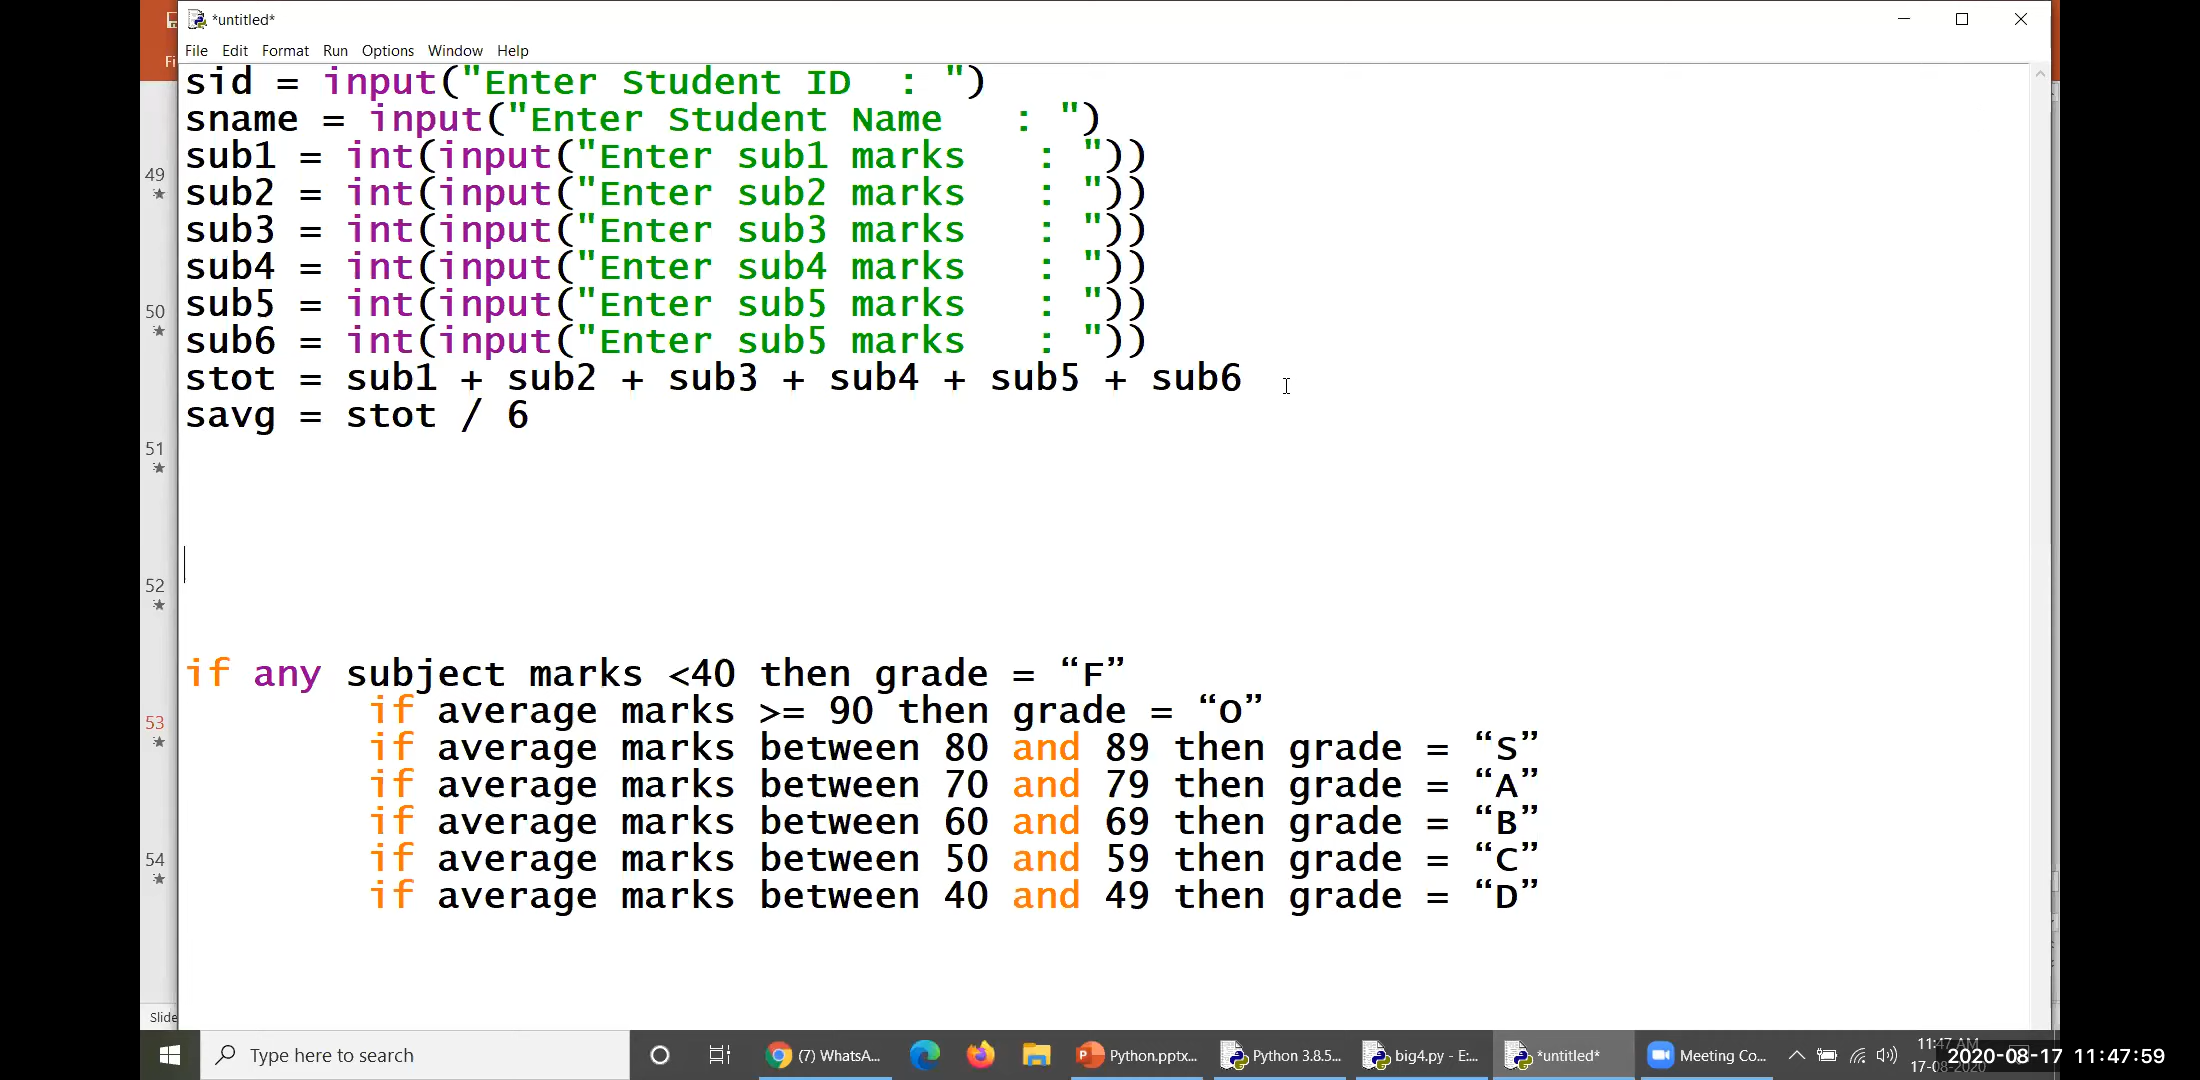 *untitled*
File Edit Format Run Options Window Help
sid = input("Enter Student ID  : ")
sname = input("Enter Student Name   : ")
sub1 = int(input("Enter sub1 marks   : "))
sub2 = int(input("Enter sub2 marks   : "))
sub3 = int(input("Enter sub3 marks   : "))
sub4 = int(input("Enter sub4 marks   : "))
sub5 = int(input("Enter sub5 marks   : "))
sub6 = int(input("Enter sub5 marks   : "))
stot = sub1 + sub2 + sub3 + sub4 + sub5 + sub6
savg = stot / 6
if any subject marks <40 then grade = “F”
if average marks >= 90 then grade = “O”
if average marks between 80 and 89 then grade = “S”
if average marks between 70 and 79 then grade = “A”
if average marks between 60 and 69 then grade = “B”
if average marks between 50 and 59 then grade = “C”
if average marks between 40 and 49 then grade = “D”
49
50
51
52
53
54
Slide
Type here to search
(7) WhatsA...
Python.pptx...
Python 3.8.5...
big4.py - E:...
*untitled*
Meeting Co...
11:47 AM
17-08-2020
2020-08-17 11:47:59